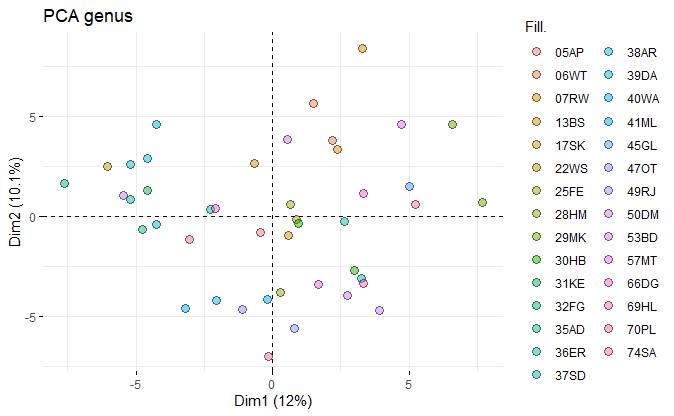 PCA genus
Fill.
05AP
38AR
06WT
39DA
07RW
40WA
13BS
41ML
17SK
45GL
22WS
47OT
25FE
49RJ
28HM
50DM
29MK
53BD
30HB
57MT
31KE
66DG
32FG
69HL
35AD
70PL
36ER
74SA
37SD
Dim2 (10.1%)
5
0
-5
-5
0
5
Dim1 (12%)